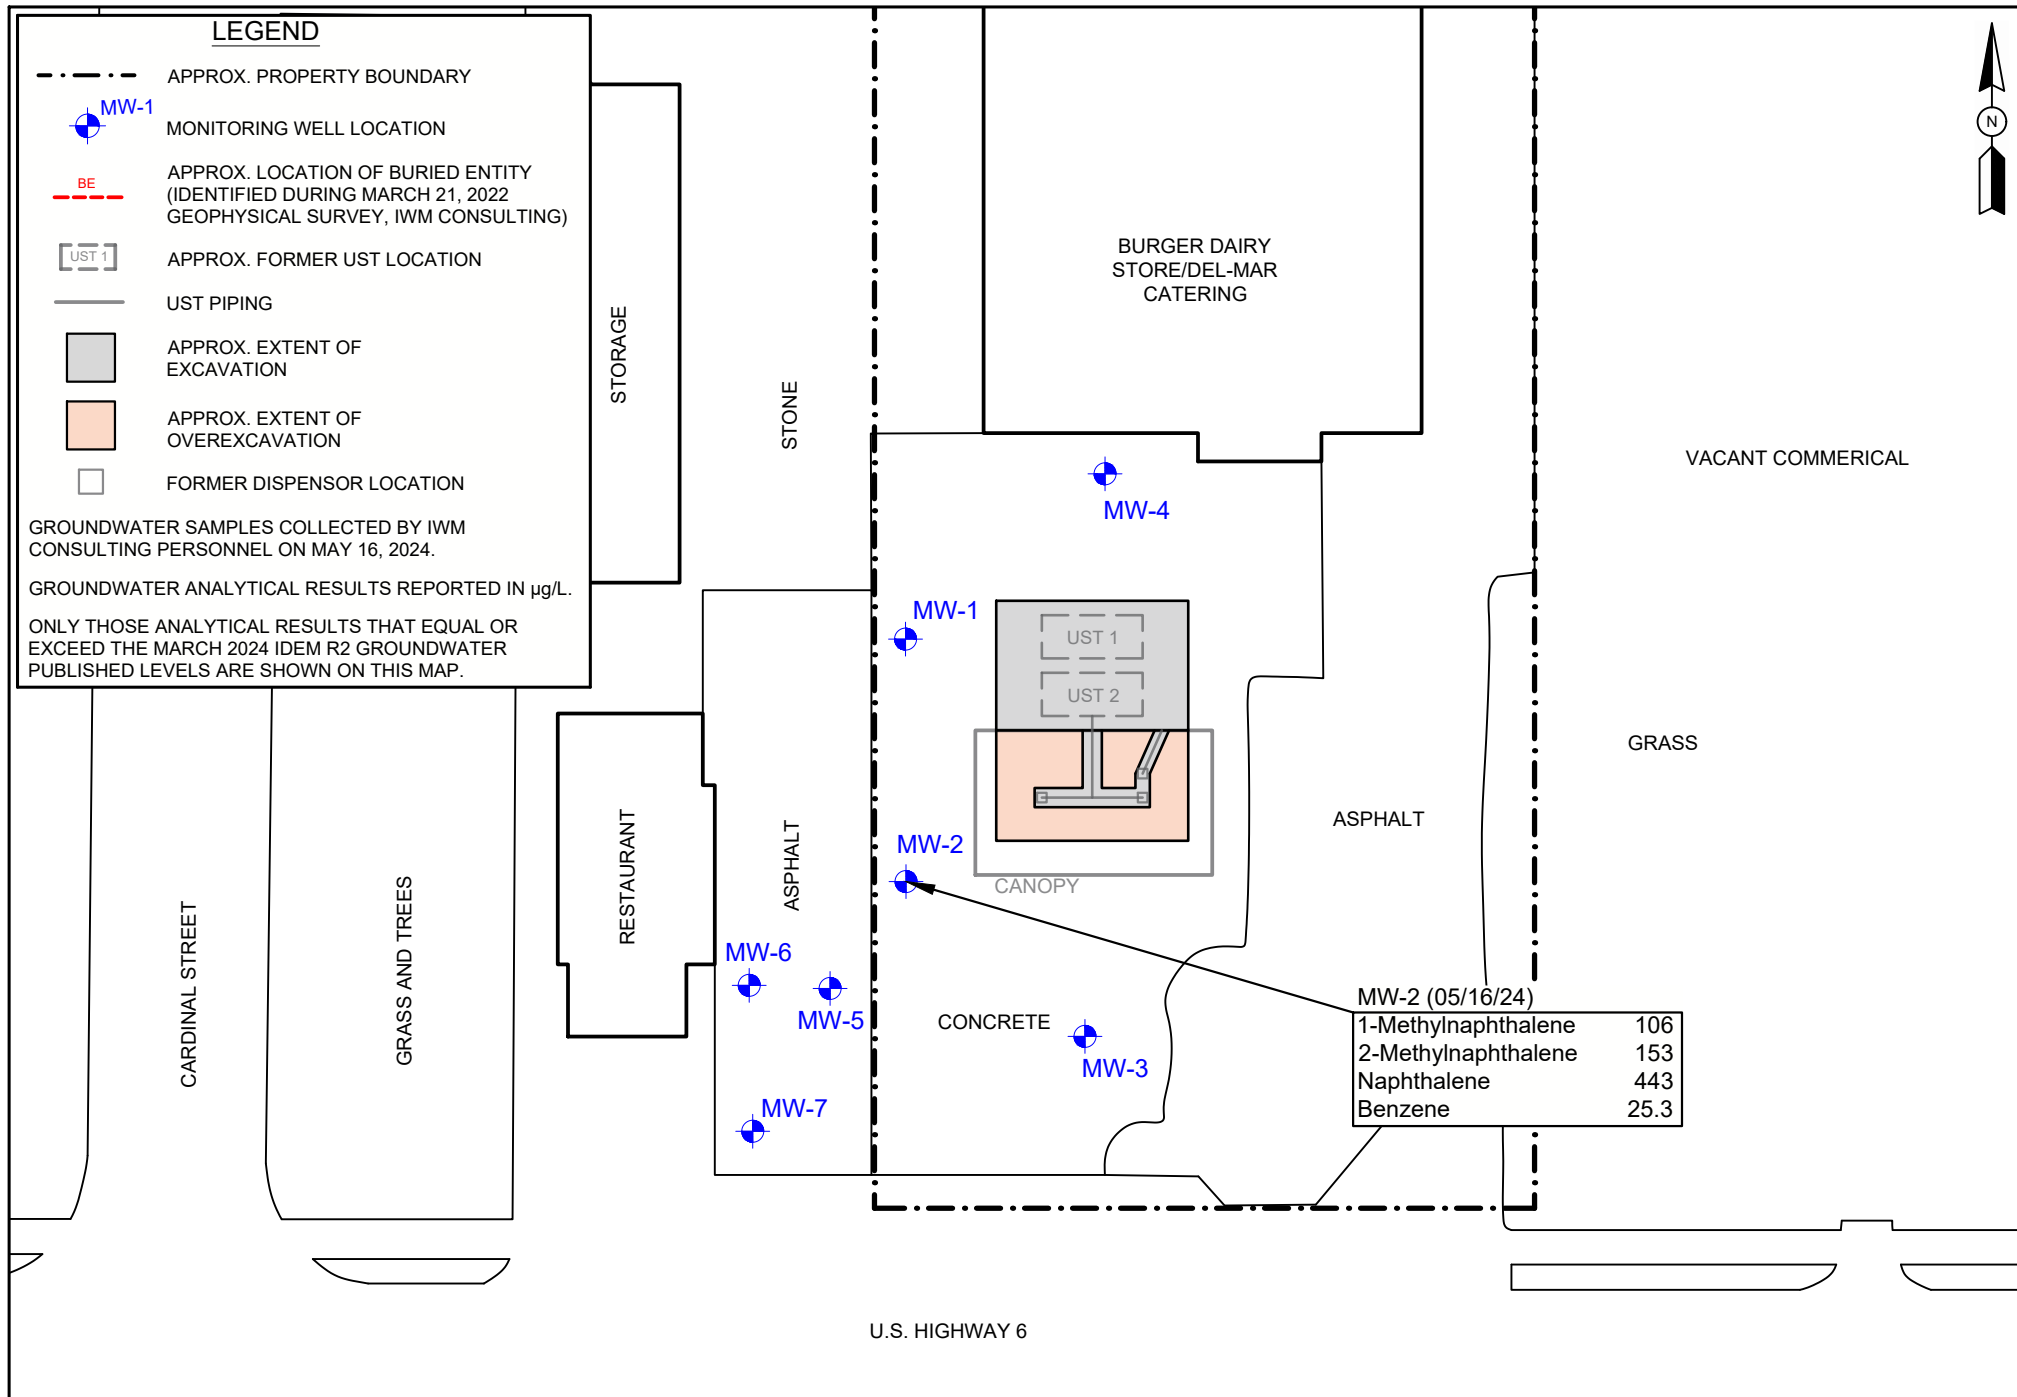 LEGEND
APPROX. PROPERTY BOUNDARY
MW-1
MONITORING WELL LOCATION
BE
APPROX. LOCATION OF BURIED ENTITY
(IDENTIFIED DURING MARCH 21, 2022
GEOPHYSICAL SURVEY, IWM CONSULTING)
UST 1
APPROX. FORMER UST LOCATION
UST PIPING
APPROX. EXTENT OF
EXCAVATION
APPROX. EXTENT OF
OVEREXCAVATION
FORMER DISPENSOR LOCATION
GROUNDWATER SAMPLES COLLECTED BY IWM
CONSULTING PERSONNEL ON MAY 16, 2024.
GROUNDWATER ANALYTICAL RESULTS REPORTED IN µg/L.
ONLY THOSE ANALYTICAL RESULTS THAT EQUAL OR
EXCEED THE MARCH 2024 IDEM R2 GROUNDWATER
PUBLISHED LEVELS ARE SHOWN ON THIS MAP.
N
STORAGE
STONE
BURGER DAIRY
STORE/DEL-MAR
CATERING
VACANT COMMERICAL
MW-4
MW-1
UST 1
UST 2
GRASS
ASPHALT
MW-2
CANOPY
RESTAURANT
ASPHALT
CARDINAL STREET
GRASS AND TREES
MW-6
MW-5
CONCRETE
MW-3
MW-7
MW-2 (05/16/24)
1-Methylnaphthalene 106
2-Methylnaphthalene 153
Naphthalene 443
Benzene 25.3
U.S. HIGHWAY 6